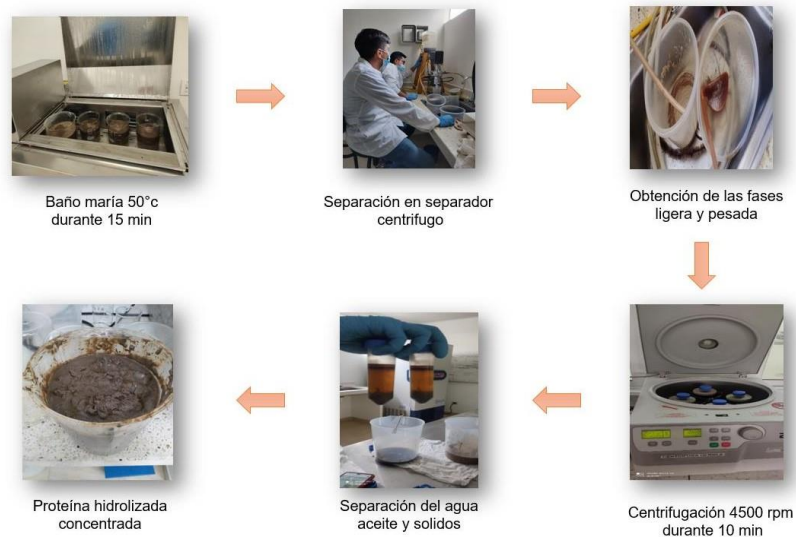 Baño maría 50°c
durante 15 min
Separación en separador
centrifugo
Obtención de las fases
ligera y pesada
Centrifugación 4500 rpm
durante 10 min
Separación del agua
aceite y solidos
Proteína hidrolizada
concentrada